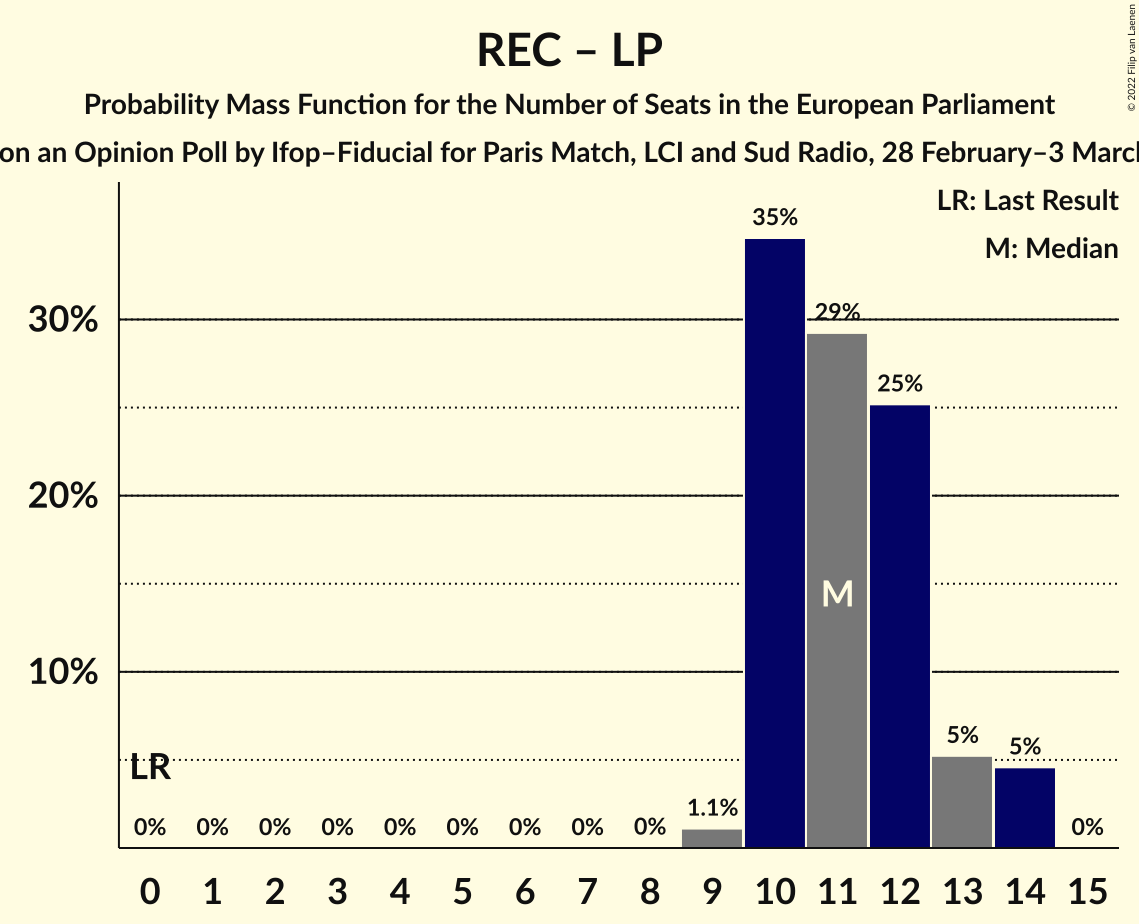 REC – LP
Probability Mass Function for the Number of Seats in the European Parliament
on an Opinion Poll by Ifop–Fiducial for Paris Match, LCI and Sud Radio, 28 February–3 March
© 2022 Filip van Laenen
LR: Last Result
M: Median
35%
30%
29%
25%
20%
M
10%
LR
5%
5%
1.1%
0%
0%
0%
0%
0%
0%
0%
0%
0%
0%
0 1 2 3 4 5 6 7 8 9 10 11 12 13 14 15